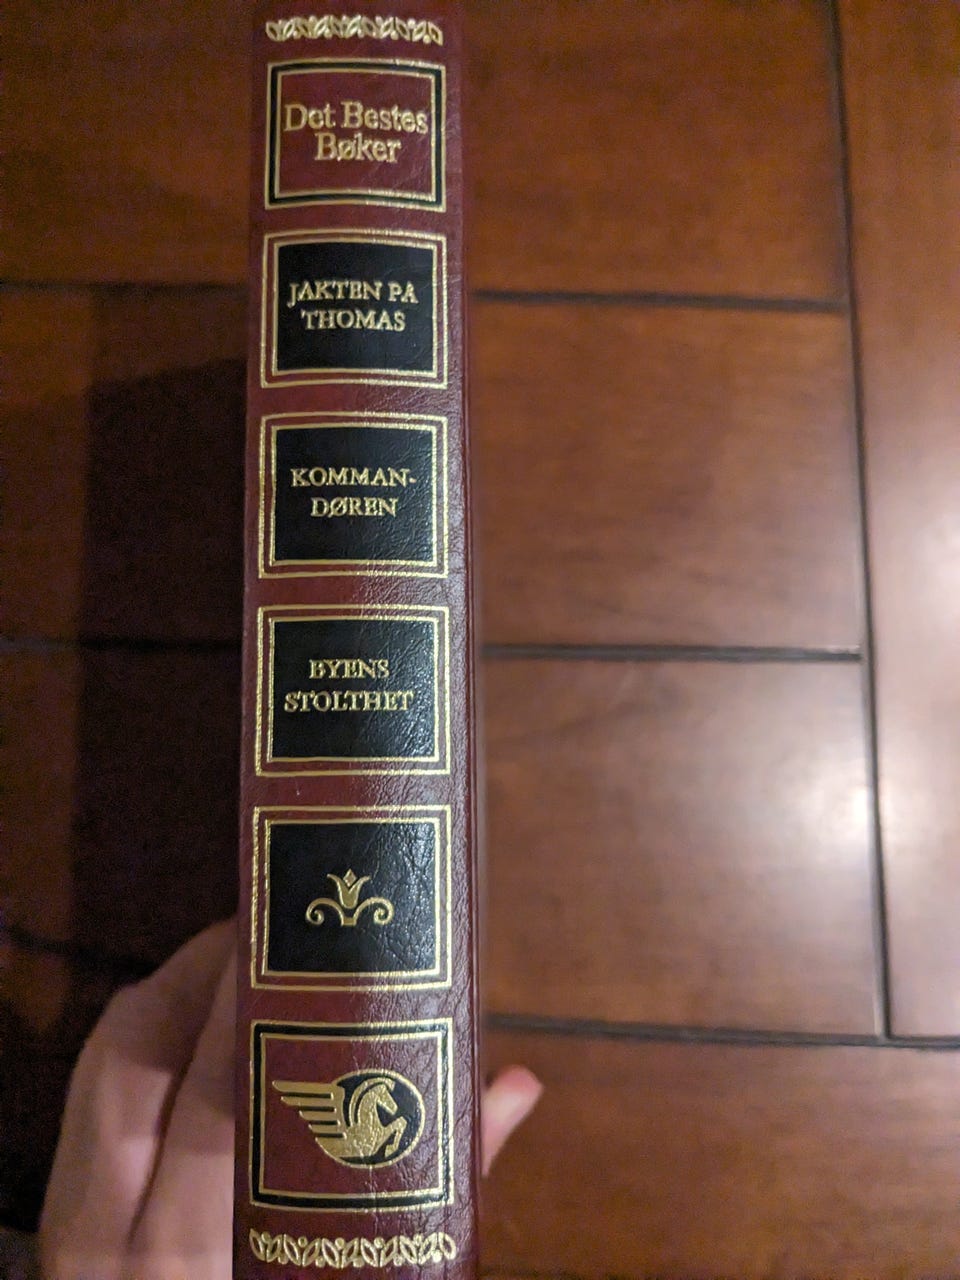 Det Bestes
Bøker
JAKTEN PÅ
THOMAS
KOMMAN-
DØREN
BYENS
STOLTHET